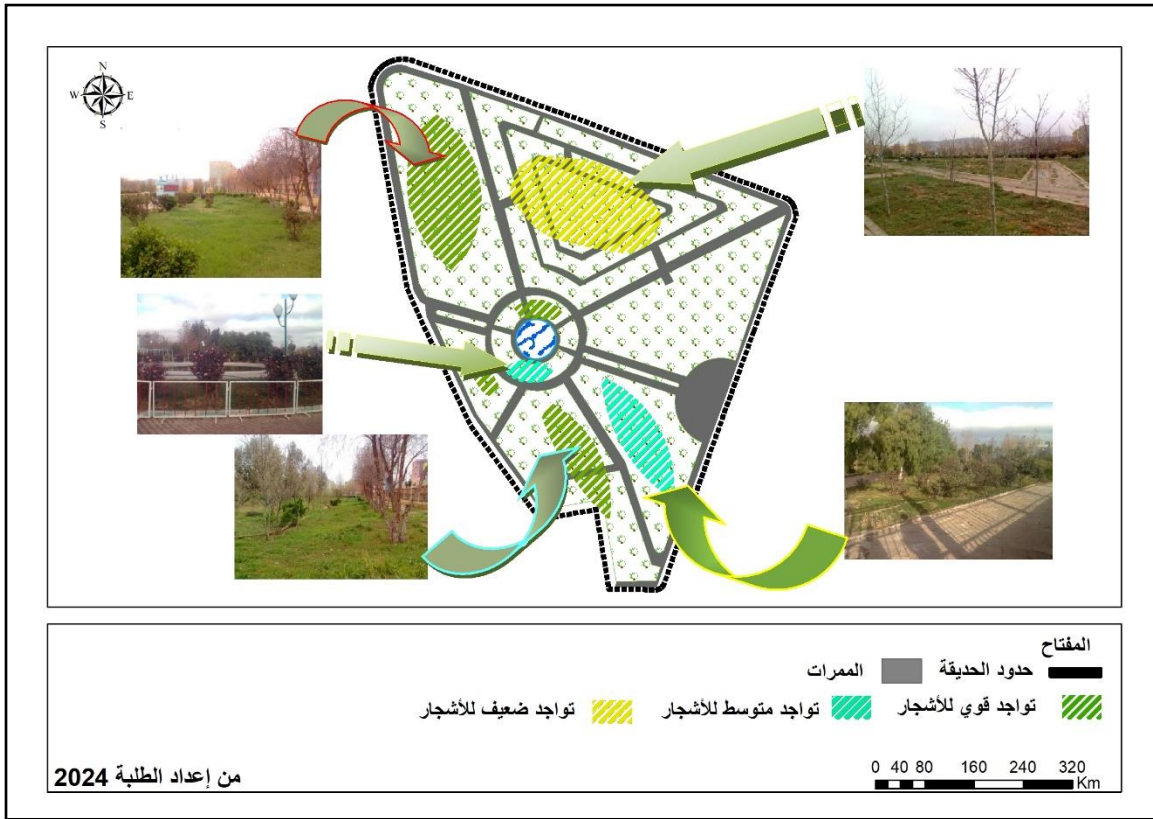 N
W E
S
المفتاح
حدود الحديقة الممرات
تواجد قوي للأشجار تواجد متوسط للأشجار تواجد ضعيف للأشجار
0 40 80 160 240 320
Km
من إعداد الطلبة 2024